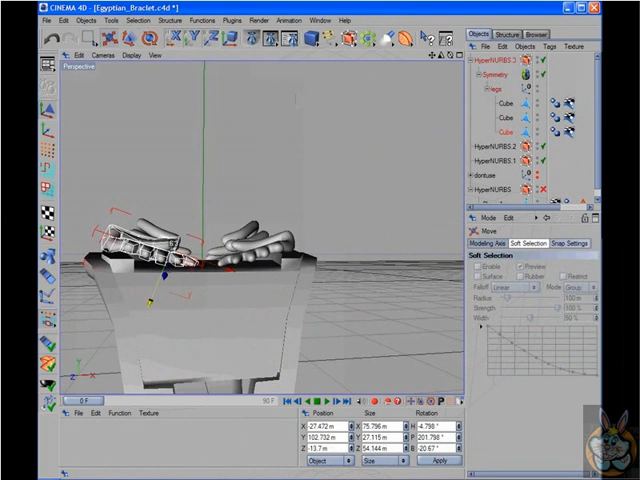 CINEMA 4D - [Egyptian_Braclet.c4d *]
File Edit Objects Tools Selection Structure Functions Plugins Render Animation Window Help
Edit Cameras Display View
Perspective
Objects Structure Browser
File Edit Objects Tags Texture
HyperNURBS.3
Symmetry
legs
Cube
Cube
Cube
HyperNURBS.2
HyperNURBS.1
dontuse
HyperNURBS
Mode Edit
Move
Modeling Axis Soft Selection Snap Settings
Soft Selection
Enable Preview
Surface Rubber Restrict
Falloff Linear Mode Group
Radius 100 m
Strength 100 %
Width 50 %
0 F 90 F
File Edit Function Texture
Position Size Rotation
X -27.472 m X 75.796 m H -4.798 °
Y 102.732 m Y 27.115 m P 201.798 °
Z -13.7 m Z 54.144 m B -20.67 °
Object Size Apply